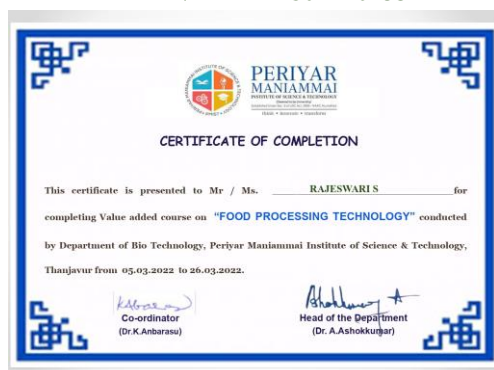 PERIYAR
MANIAMMAI
INSTITUTE OF SCIENCE & TECHNOLOGY
think • innovate • transform
CERTIFICATE OF COMPLETION
This certificate is presented to Mr / Ms. RAJESWARI S for
completing Value added course on "FOOD PROCESSING TECHNOLOGY" conducted
by Department of Bio Technology, Periyar Maniammai Institute of Science & Technology,
Thanjavur from 05.03.2022 to 26.03.2022.
Co-ordinator
(Dr.K.Anbarasu)
Head of the Department
(Dr. A.Ashokkumar)